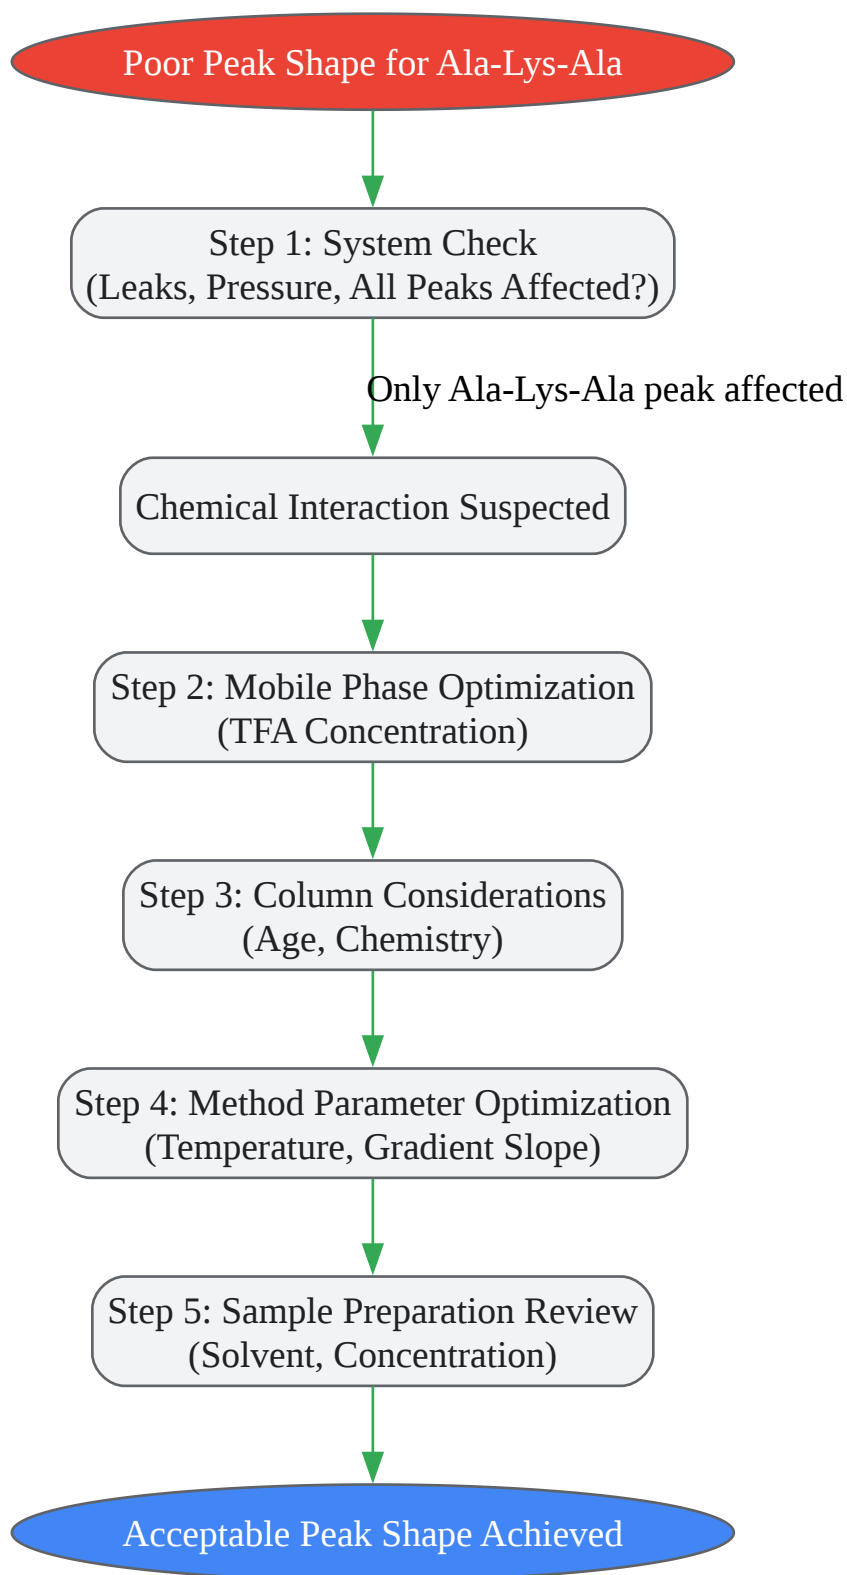 Poor Peak Shape for Ala-Lys-Ala
Step 1: System Check
(Leaks, Pressure, All Peaks Affected?)
Only Ala-Lys-Ala peak affected
Chemical Interaction Suspected
Step 2: Mobile Phase Optimization
(TFA Concentration)
Step 3: Column Considerations
(Age, Chemistry)
Step 4: Method Parameter Optimization
(Temperature, Gradient Slope)
Step 5: Sample Preparation Review
(Solvent, Concentration)
Acceptable Peak Shape Achieved